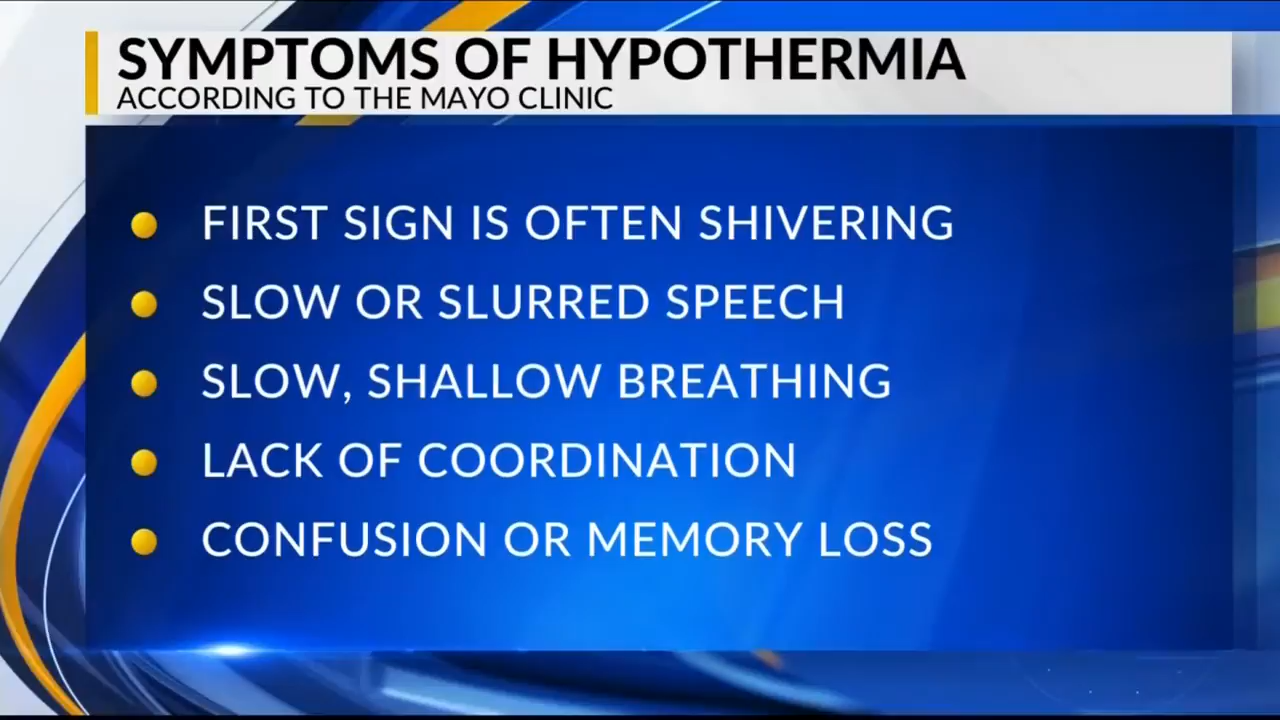 SYMPTOMS OF HYPOTHERMIA
ACCORDING TO THE MAYO CLINIC
FIRST SIGN IS OFTEN SHIVERING
SLOW OR SLURRED SPEECH
SLOW, SHALLOW BREATHING
LACK OF COORDINATION
CONFUSION OR MEMORY LOSS